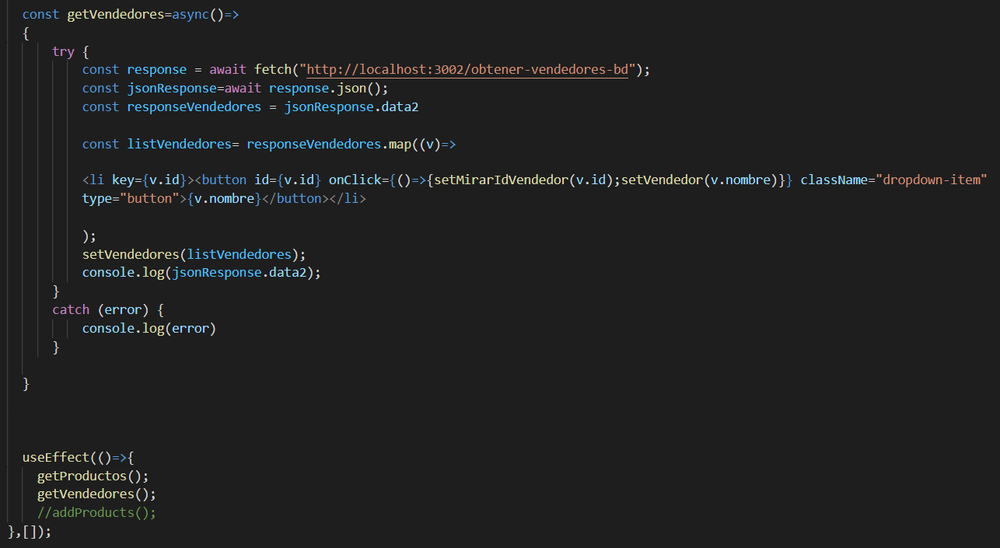 const getVendedores=async()=>
{
try {
const response = await fetch("http://localhost:3002/obtener-vendedores-bd");
const jsonResponse=await response.json();
const responseVendedores = jsonResponse.data2
const listVendedores= responseVendedores.map((v)=>
<li key={v.id}><button id={v.id} onClick={()=>{setMirarIdVendedor(v.id);setVendedor(v.nombre)}} className="dropdown-item"
type="button">{v.nombre}</button></li>
);
setVendedores(listVendedores);
console.log(jsonResponse.data2);
}
catch (error) {
console.log(error)
}
}
useEffect(()=>{
getProductos();
getVendedores();
//addProducts();
},[]);